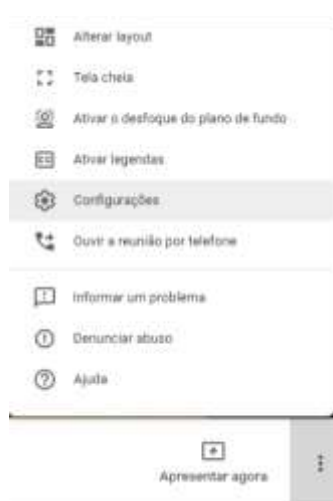 Alterar layout
Tela cheia
Ativar o desfoque do plano de fundo
Ativar legendas
Configurações
Ouvir a reunião por telefone
Informar um problema
Denunciar abuso
Ajuda
Apresentar agora